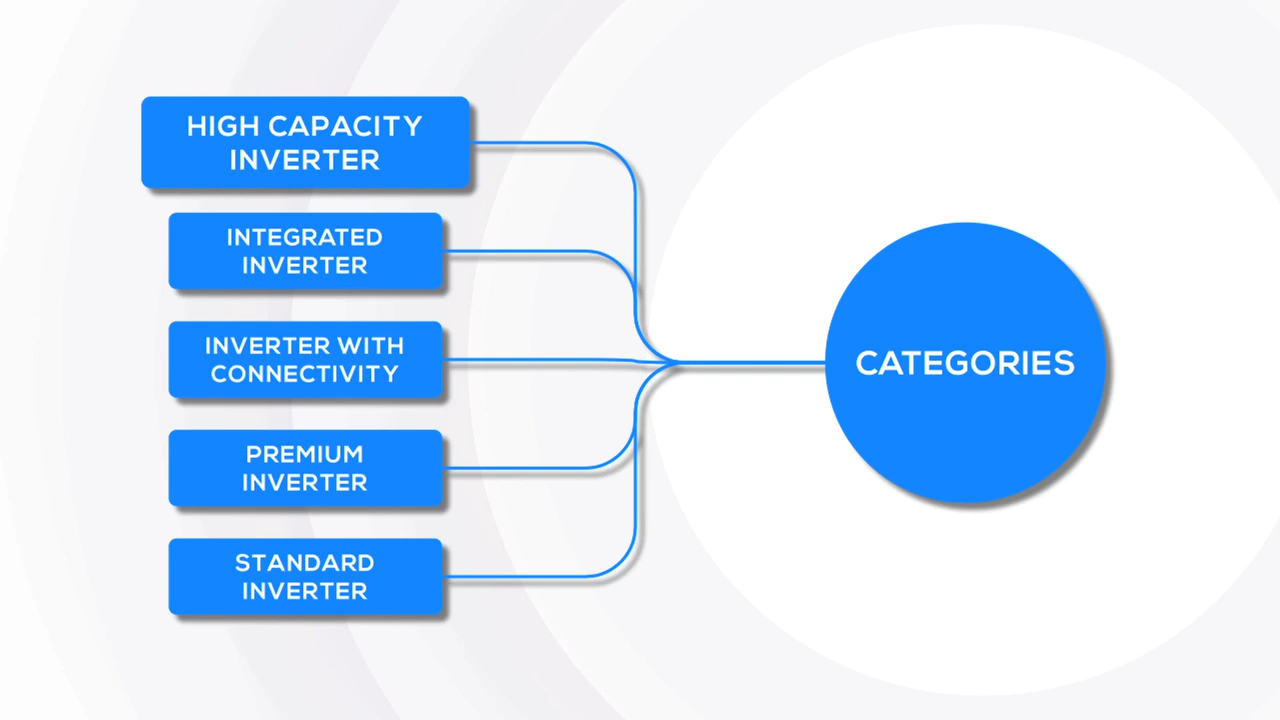 HIGH CAPACITY
INVERTER
INTEGRATED
INVERTER
INVERTER WITH
CONNECTIVITY
PREMIUM
INVERTER
STANDARD
INVERTER
CATEGORIES